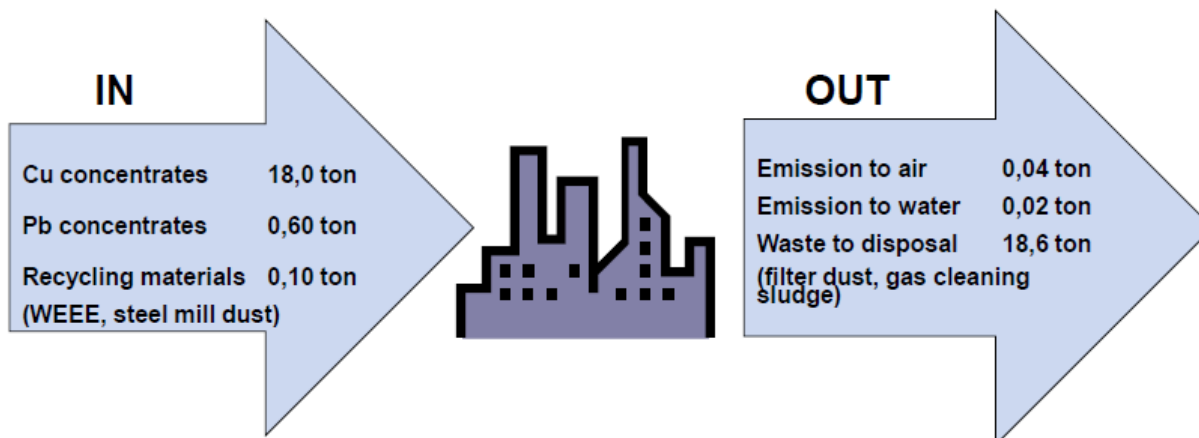 IN
Cu concentrates 18,0 ton
Pb concentrates 0,60 ton
Recycling materials 0,10 ton
(WEEE, steel mill dust)
OUT
Emission to air 0,04 ton
Emission to water 0,02 ton
Waste to disposal 18,6 ton
(filter dust, gas cleaning
sludge)